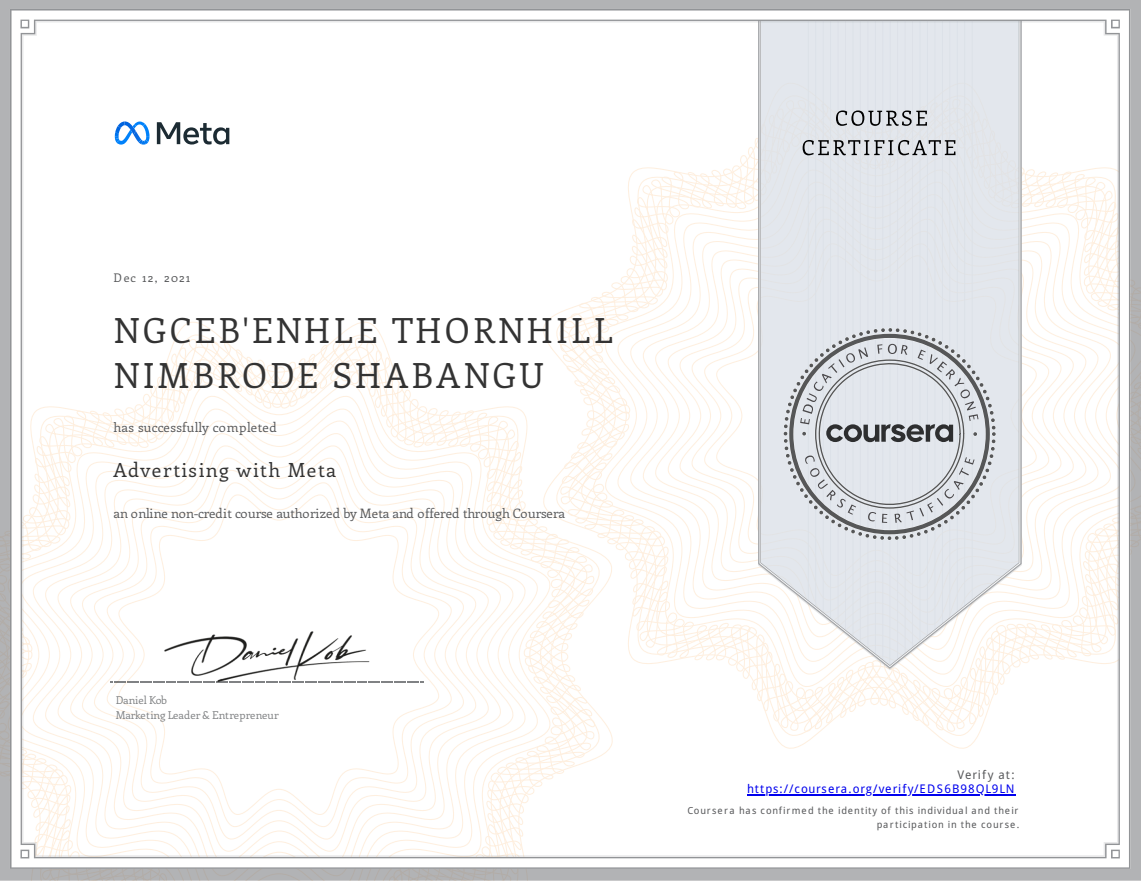 Meta
COURSE
CERTIFICATE
Dec 12, 2021
NGCEB'ENHLE THORNHILL
NIMBRODE SHABANGU
has successfully completed
Advertising with Meta
an online non-credit course authorized by Meta and offered through Coursera
EDUCATION FOR EVERYONE
coursera
COURSE CERTIFICATE
Daniel Kob
Daniel Kob
Marketing Leader & Entrepreneur
Verify at:
https://coursera.org/verify/EDS6B98QL9LN
Coursera has confirmed the identity of this individual and their
participation in the course.